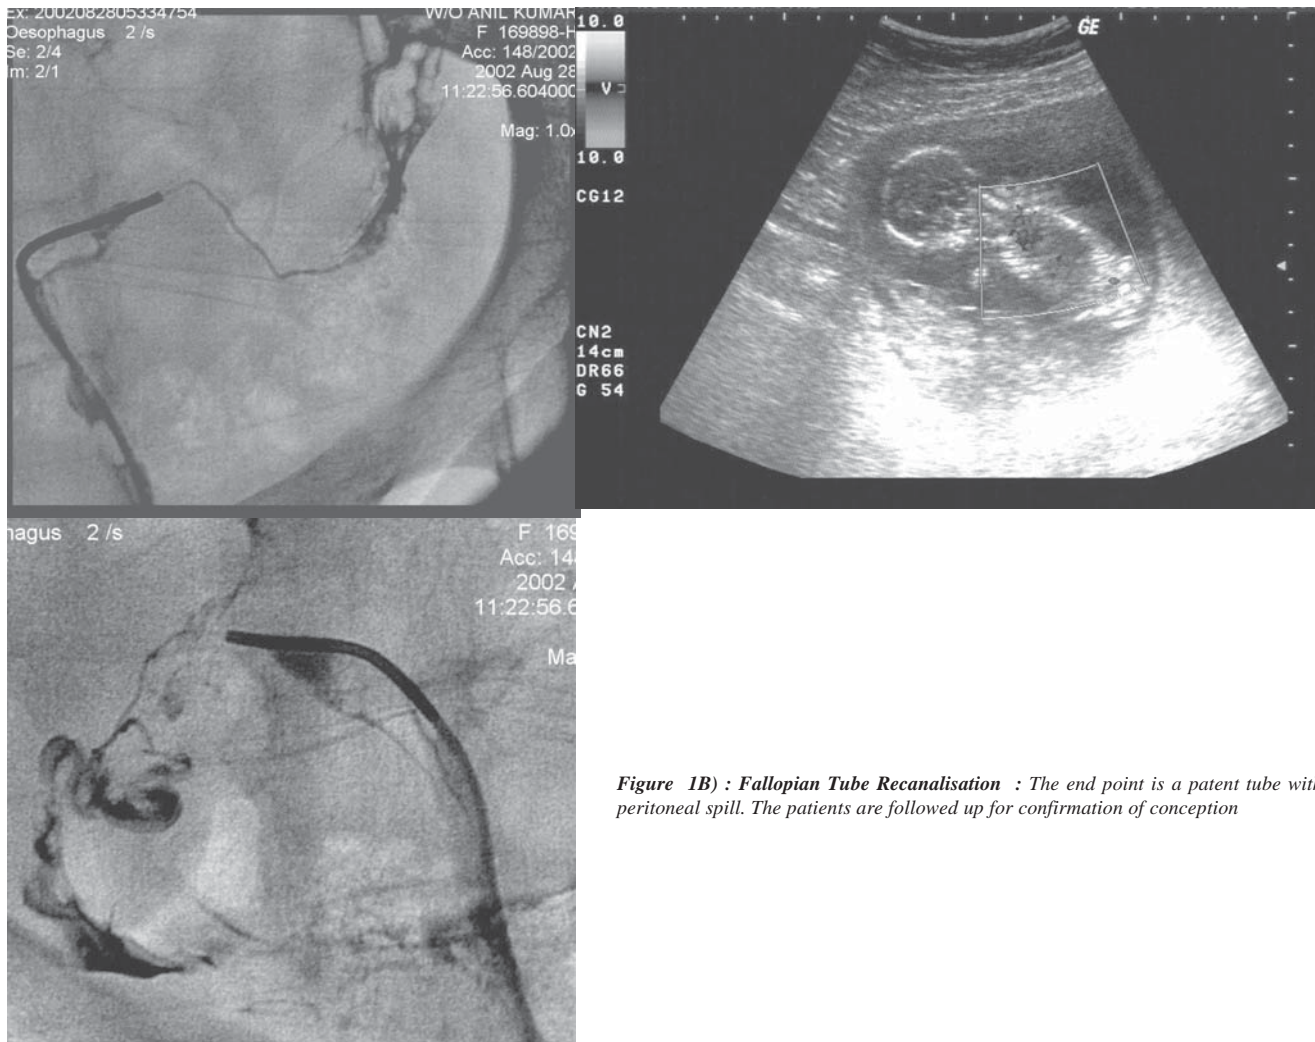 Ex: 2002082805334754
Oesophagus 2 /s
Se: 2/4
Im: 2/1
W/O ANIL KUMAR
F 169898-H
Acc: 148/2002
2002 Aug 28
11:22:56.604000
Mag: 1.0x
10.0
V
10.0
CG12
CN2
14cm
DR66
G 54
GE
hagus 2 /s
F 169
Acc: 14
2002
11:22:56.6
Ma
Figure 1B) : Fallopian Tube Recanalisation : The end point is a patent tube with
peritoneal spill. The patients are followed up for confirmation of conception